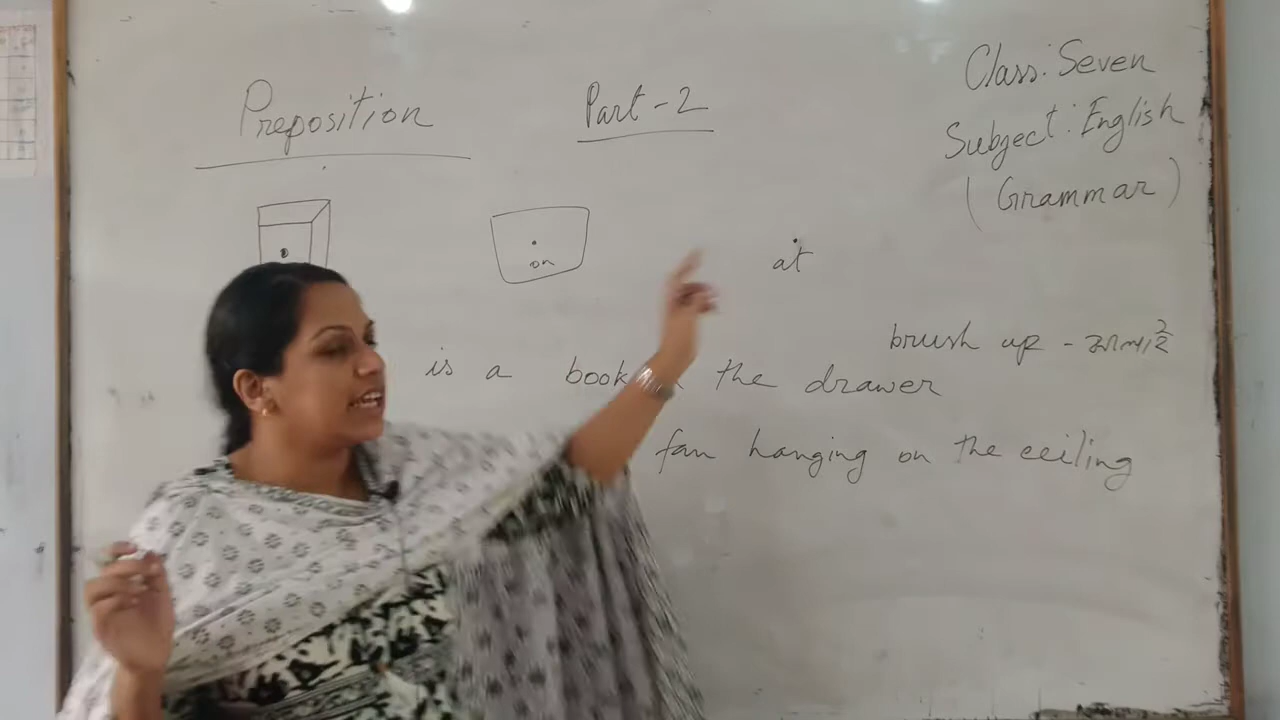 Preposition
Part-2
Class: Seven
Subject: English
(Grammar)
on
at
brush up - ঝালাই
is a book the drawer
fan hanging on the ceiling